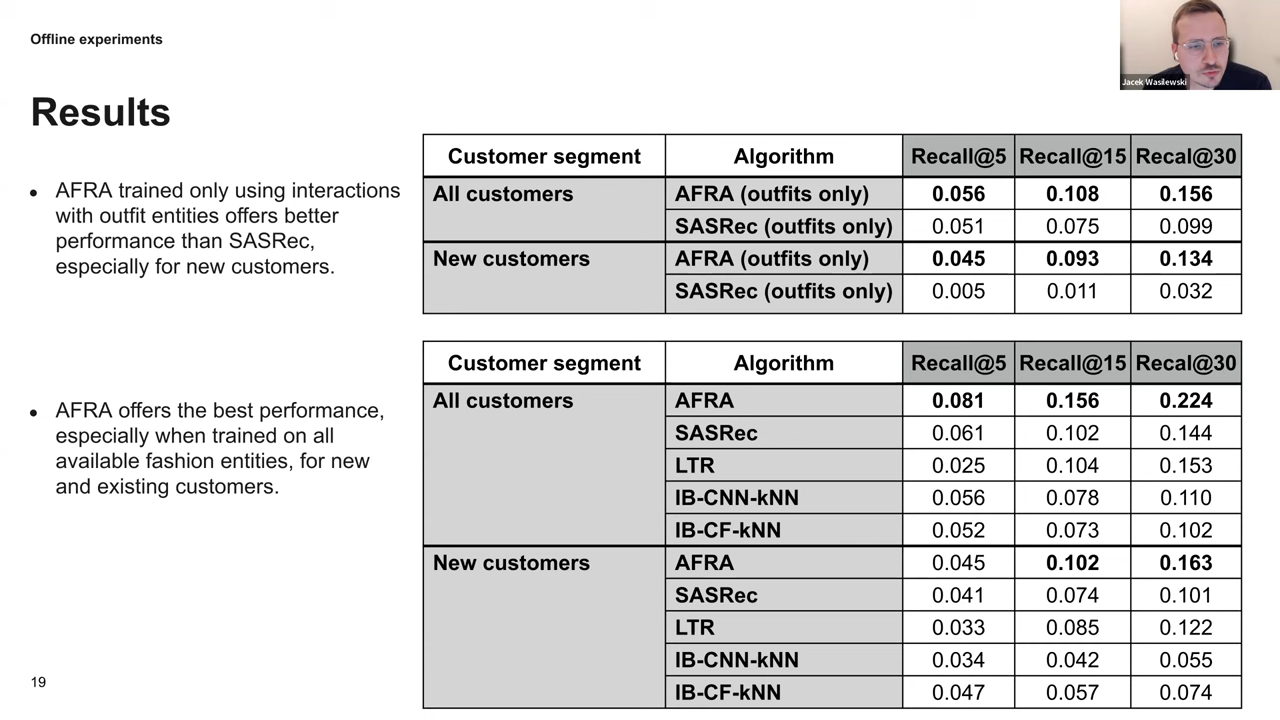 Offline experiments
Jacek Wasilewski
Results
• AFRA trained only using interactions
with outfit entities offers better
performance than SASRec,
especially for new customers.
Customer segment Algorithm Recall@5 Recall@15 Recal@30
All customers AFRA (outfits only) 0.056 0.108 0.156
SASRec (outfits only) 0.051 0.075 0.099
New customers AFRA (outfits only) 0.045 0.093 0.134
SASRec (outfits only) 0.005 0.011 0.032
• AFRA offers the best performance,
especially when trained on all
available fashion entities, for new
and existing customers.
Customer segment Algorithm Recall@5 Recall@15 Recal@30
All customers AFRA 0.081 0.156 0.224
SASRec 0.061 0.102 0.144
LTR 0.025 0.104 0.153
IB-CNN-kNN 0.056 0.078 0.110
IB-CF-kNN 0.052 0.073 0.102
New customers AFRA 0.045 0.102 0.163
SASRec 0.041 0.074 0.101
LTR 0.033 0.085 0.122
IB-CNN-kNN 0.034 0.042 0.055
IB-CF-kNN 0.047 0.057 0.074
19